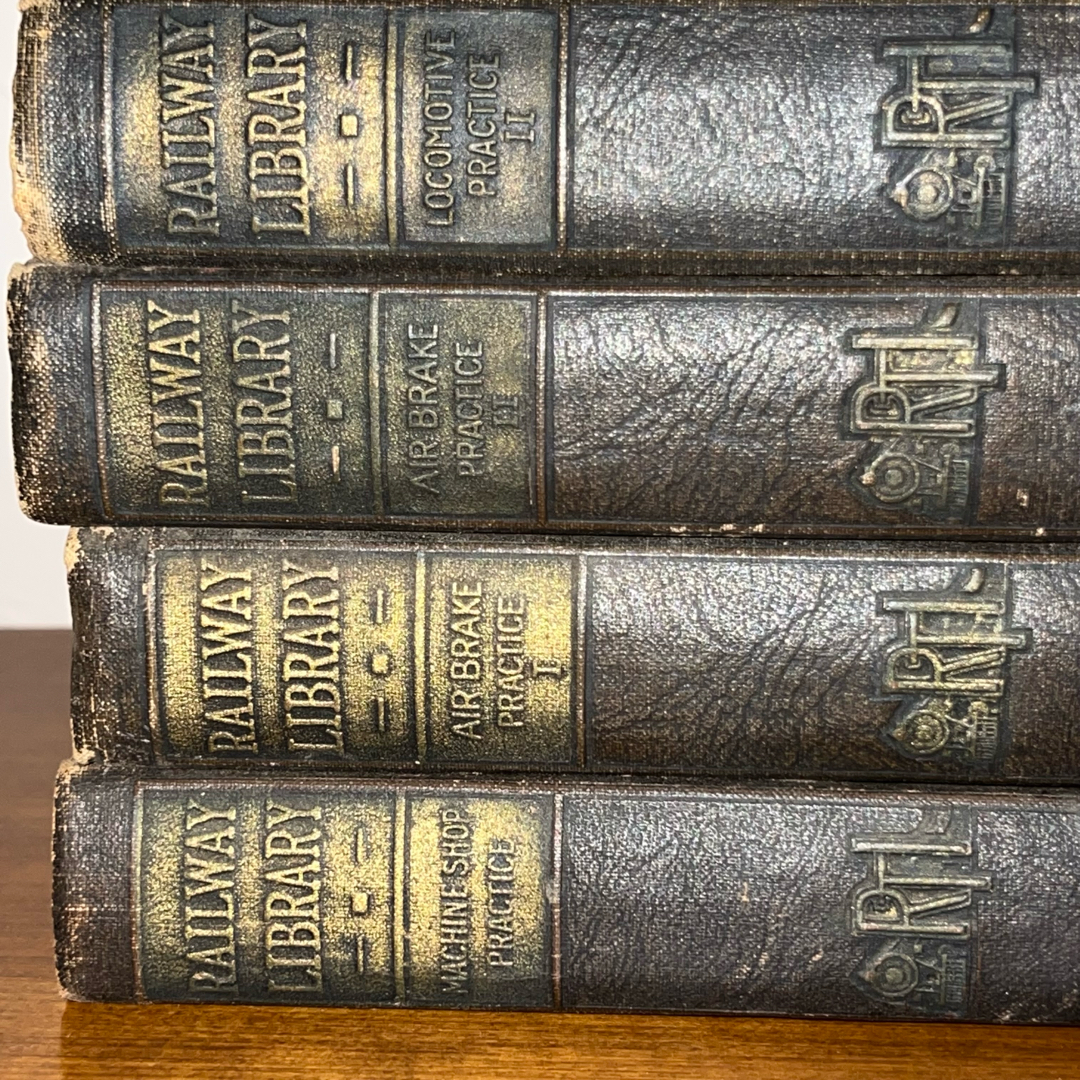 RAILWAY
LIBRARY
LOCOMOTIVE
PRACTICE
II
RAILWAY
LIBRARY
AIR BRAKE
PRACTICE
II
RAILWAY
LIBRARY
AIR BRAKE
PRACTICE
I
RAILWAY
LIBRARY
MACHINE SHOP
PRACTICE